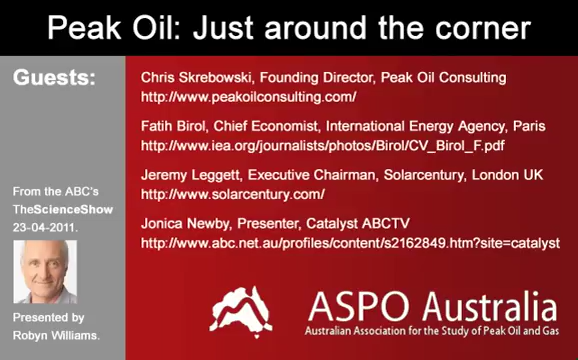 Peak Oil: Just around the corner
Guests:
Chris Skrebowski, Founding Director, Peak Oil Consulting
http://www.peakoilconsulting.com/
Fatih Birol, Chief Economist, International Energy Agency, Paris
http://www.iea.org/journalists/photos/Birol/CV_Birol_F.pdf
Jeremy Leggett, Executive Chairman, Solarcentury, London UK
http://www.solarcentury.com/
Jonica Newby, Presenter, Catalyst ABCTV
http://www.abc.net.au/profiles/content/s2162849.htm?site=catalyst
From the ABC's
TheScienceShow
23-04-2011.
Presented by
Robyn Williams.
ASPO Australia
Australian Association for the Study of Peak Oil and Gas